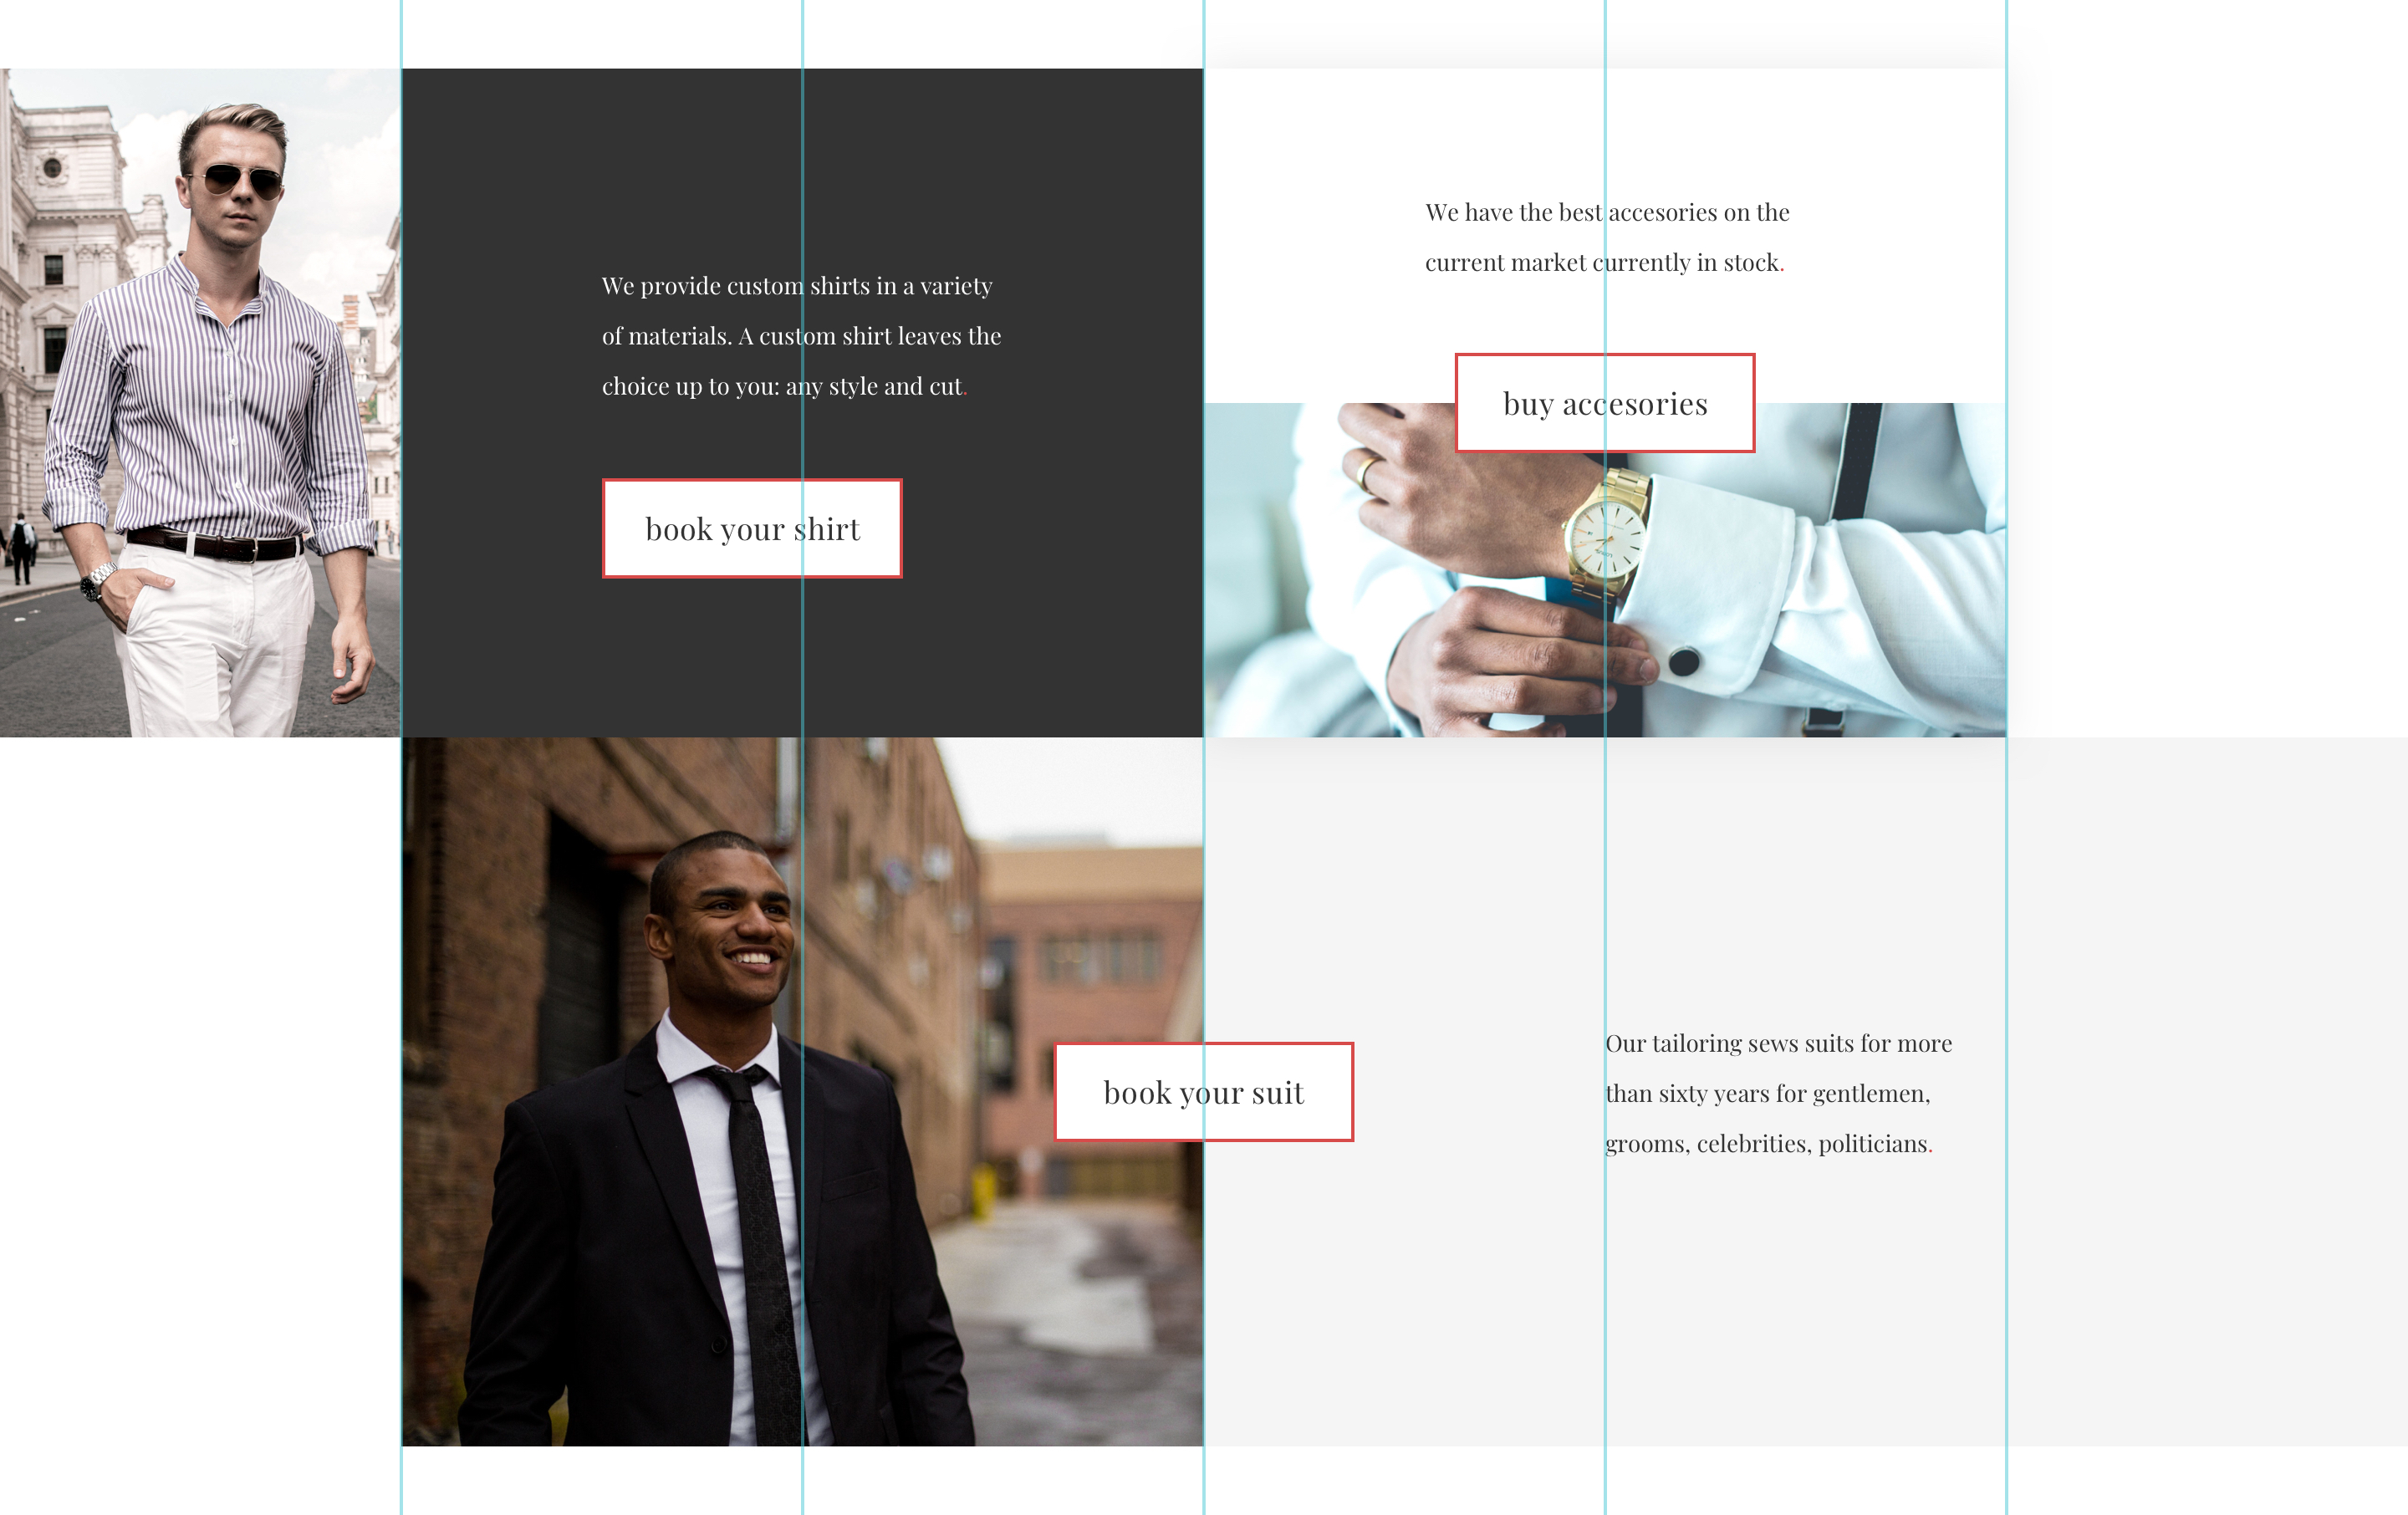 We provide custom shirts in a variety
of materials. A custom shirt leaves the
choice up to you: any style and cut.
book your shirt
We have the best accesories on the
current market currently in stock.
buy accesories
book your suit
Our tailoring sews suits for more
than sixty years for gentlemen,
grooms, celebrities, politicians.